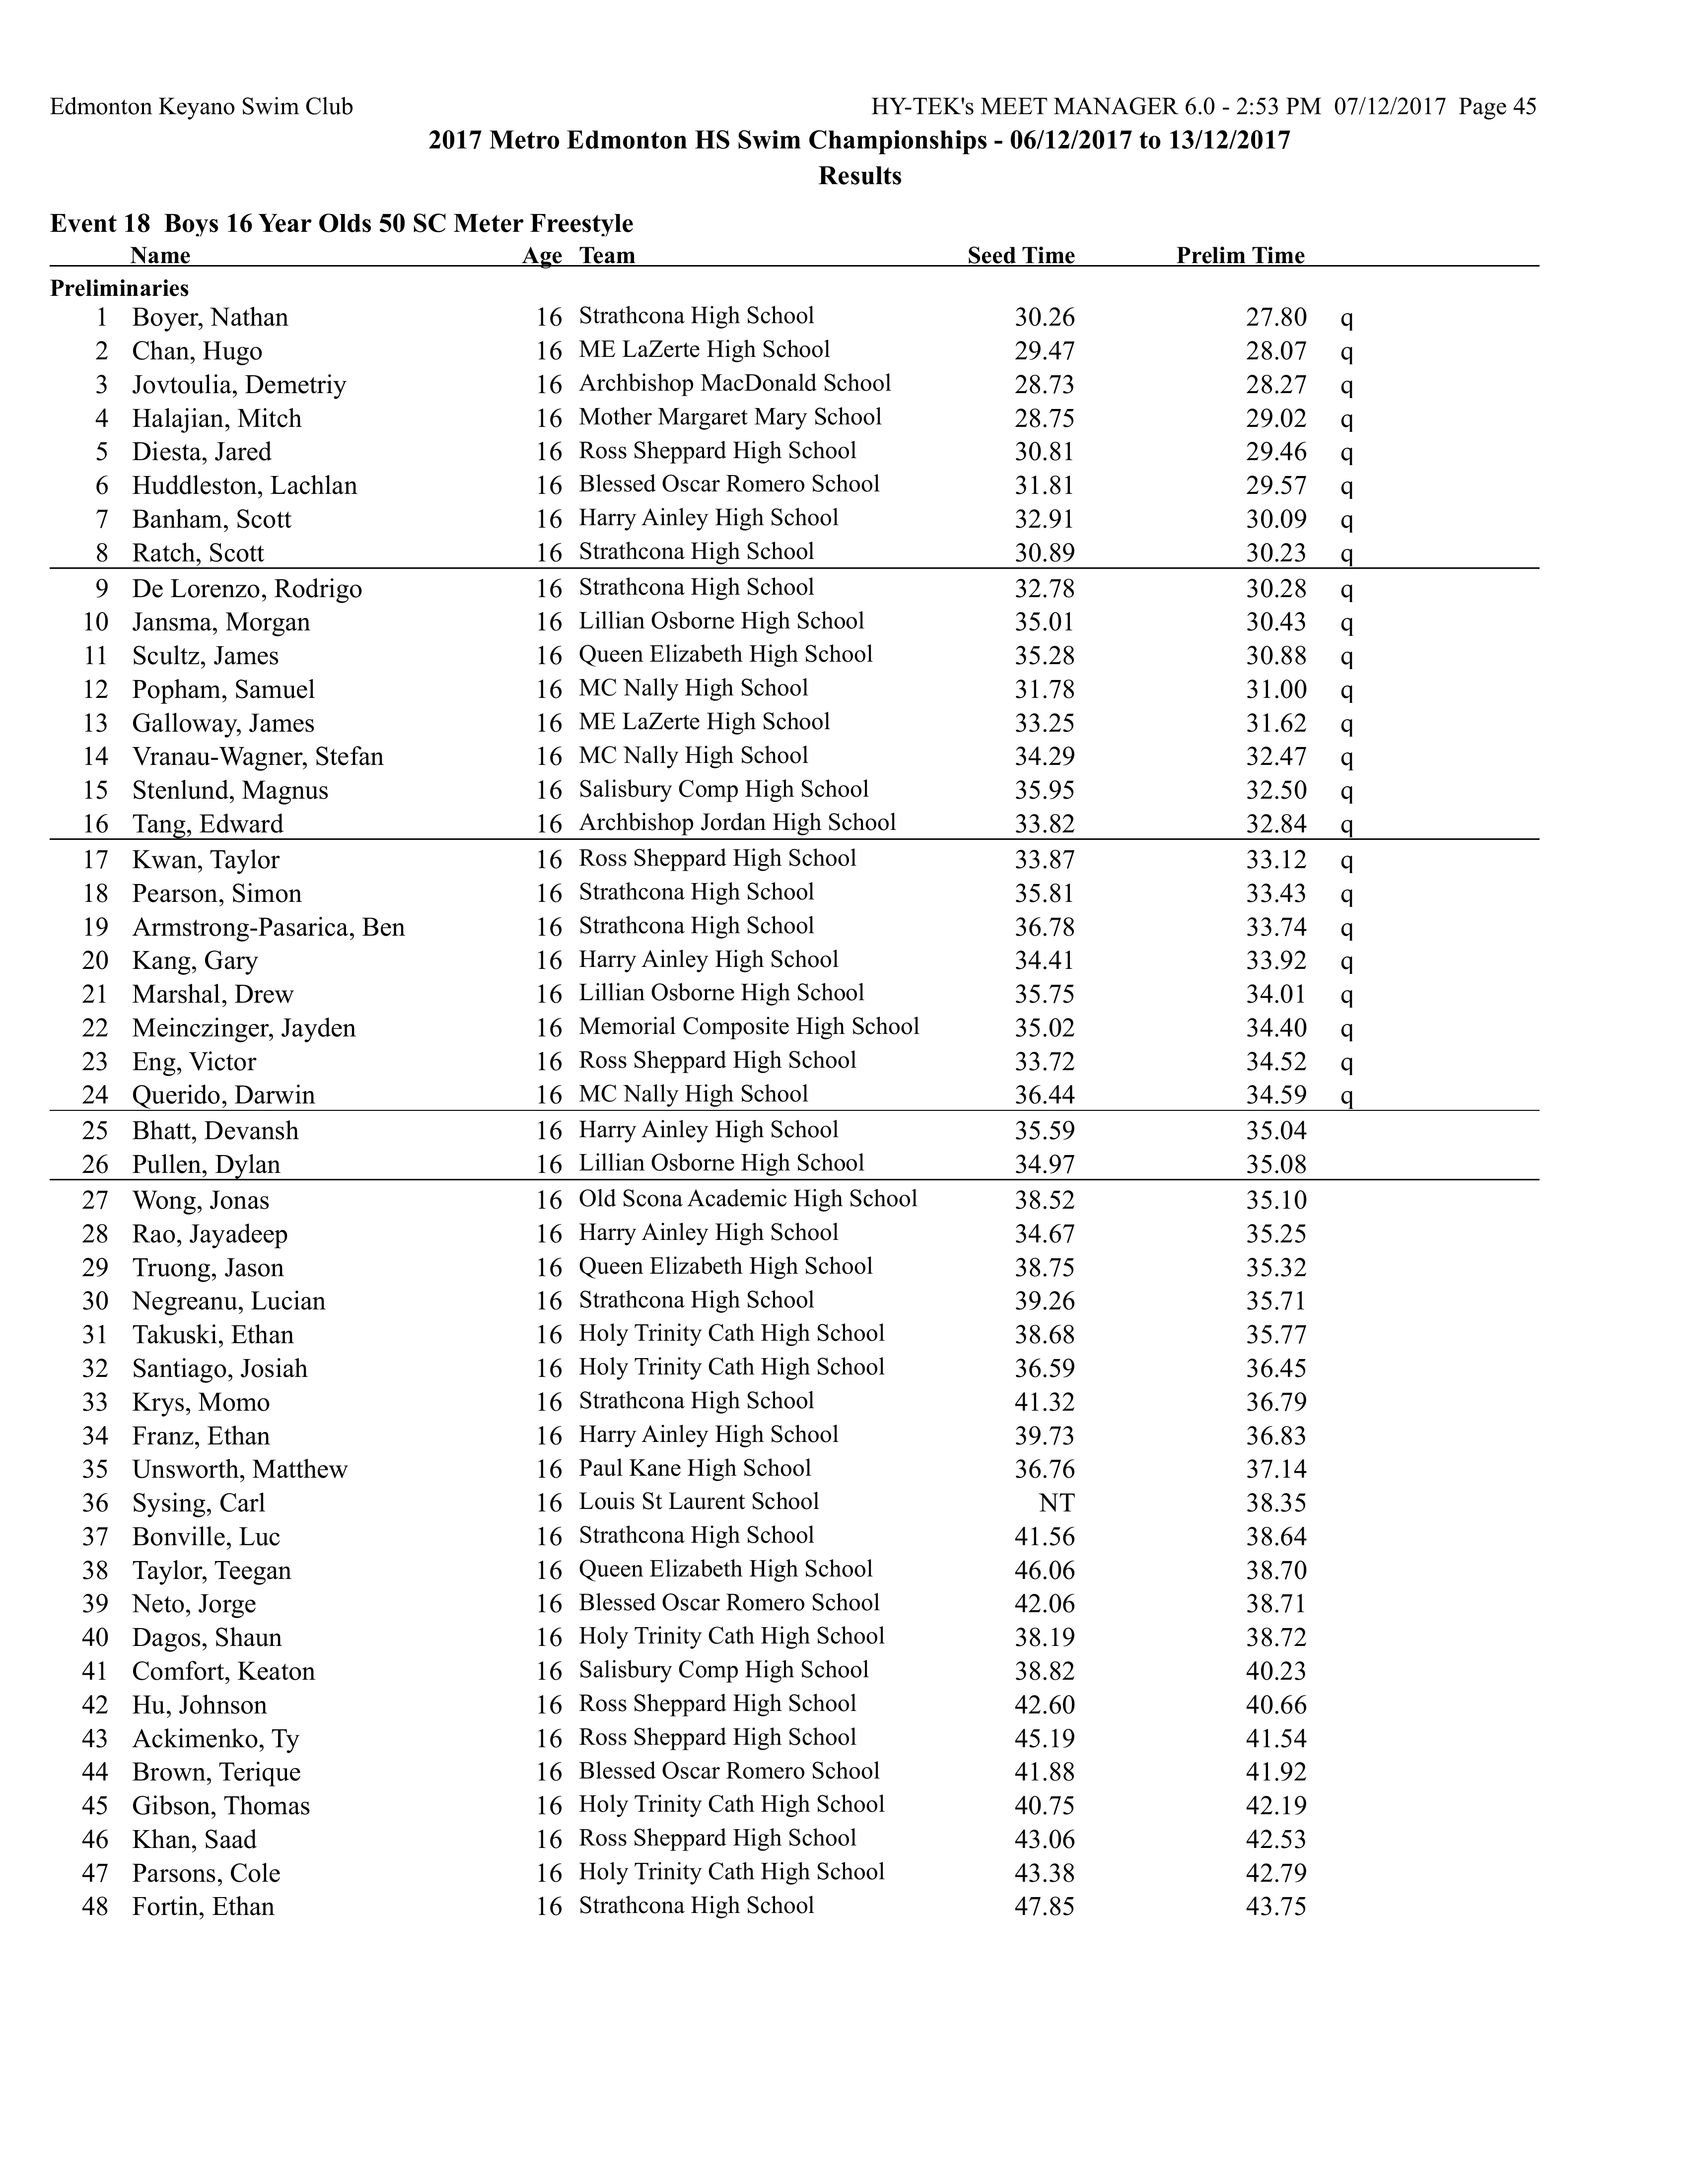 Edmonton Keyano Swim Club HY-TEK's MEET MANAGER 6.0 - 2:53 PM 07/12/2017 Page 45
2017 Metro Edmonton HS Swim Championships - 06/12/2017 to 13/12/2017
Results
Event 18 Boys 16 Year Olds 50 SC Meter Freestyle
Name Age Team Seed Time Prelim Time
Preliminaries
1 Boyer, Nathan 16 Strathcona High School 30.26 27.80 q
2 Chan, Hugo 16 ME LaZerte High School 29.47 28.07 q
3 Jovtoulia, Demetriy 16 Archbishop MacDonald School 28.73 28.27 q
4 Halajian, Mitch 16 Mother Margaret Mary School 28.75 29.02 q
5 Diesta, Jared 16 Ross Sheppard High School 30.81 29.46 q
6 Huddleston, Lachlan 16 Blessed Oscar Romero School 31.81 29.57 q
7 Banham, Scott 16 Harry Ainley High School 32.91 30.09 q
8 Ratch, Scott 16 Strathcona High School 30.89 30.23 q
9 De Lorenzo, Rodrigo 16 Strathcona High School 32.78 30.28 q
10 Jansma, Morgan 16 Lillian Osborne High School 35.01 30.43 q
11 Scultz, James 16 Queen Elizabeth High School 35.28 30.88 q
12 Popham, Samuel 16 MC Nally High School 31.78 31.00 q
13 Galloway, James 16 ME LaZerte High School 33.25 31.62 q
14 Vranau-Wagner, Stefan 16 MC Nally High School 34.29 32.47 q
15 Stenlund, Magnus 16 Salisbury Comp High School 35.95 32.50 q
16 Tang, Edward 16 Archbishop Jordan High School 33.82 32.84 q
17 Kwan, Taylor 16 Ross Sheppard High School 33.87 33.12 q
18 Pearson, Simon 16 Strathcona High School 35.81 33.43 q
19 Armstrong-Pasarica, Ben 16 Strathcona High School 36.78 33.74 q
20 Kang, Gary 16 Harry Ainley High School 34.41 33.92 q
21 Marshal, Drew 16 Lillian Osborne High School 35.75 34.01 q
22 Meinczinger, Jayden 16 Memorial Composite High School 35.02 34.40 q
23 Eng, Victor 16 Ross Sheppard High School 33.72 34.52 q
24 Querido, Darwin 16 MC Nally High School 36.44 34.59 q
25 Bhatt, Devansh 16 Harry Ainley High School 35.59 35.04
26 Pullen, Dylan 16 Lillian Osborne High School 34.97 35.08
27 Wong, Jonas 16 Old Scona Academic High School 38.52 35.10
28 Rao, Jayadeep 16 Harry Ainley High School 34.67 35.25
29 Truong, Jason 16 Queen Elizabeth High School 38.75 35.32
30 Negreanu, Lucian 16 Strathcona High School 39.26 35.71
31 Takuski, Ethan 16 Holy Trinity Cath High School 38.68 35.77
32 Santiago, Josiah 16 Holy Trinity Cath High School 36.59 36.45
33 Krys, Momo 16 Strathcona High School 41.32 36.79
34 Franz, Ethan 16 Harry Ainley High School 39.73 36.83
35 Unsworth, Matthew 16 Paul Kane High School 36.76 37.14
36 Sysing, Carl 16 Louis St Laurent School NT 38.35
37 Bonville, Luc 16 Strathcona High School 41.56 38.64
38 Taylor, Teegan 16 Queen Elizabeth High School 46.06 38.70
39 Neto, Jorge 16 Blessed Oscar Romero School 42.06 38.71
40 Dagos, Shaun 16 Holy Trinity Cath High School 38.19 38.72
41 Comfort, Keaton 16 Salisbury Comp High School 38.82 40.23
42 Hu, Johnson 16 Ross Sheppard High School 42.60 40.66
43 Ackimenko, Ty 16 Ross Sheppard High School 45.19 41.54
44 Brown, Terique 16 Blessed Oscar Romero School 41.88 41.92
45 Gibson, Thomas 16 Holy Trinity Cath High School 40.75 42.19
46 Khan, Saad 16 Ross Sheppard High School 43.06 42.53
47 Parsons, Cole 16 Holy Trinity Cath High School 43.38 42.79
48 Fortin, Ethan 16 Strathcona High School 47.85 43.75